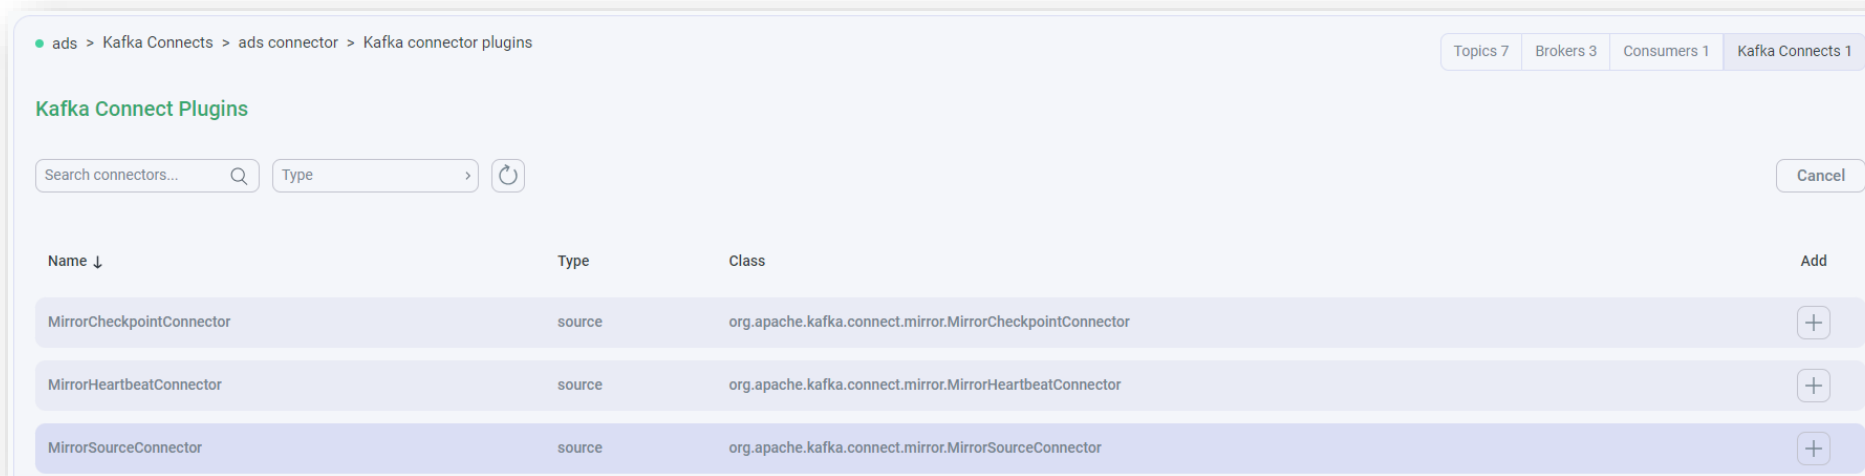 ads > Kafka Connects > ads connector > Kafka connector plugins
Topics 7 Brokers 3 Consumers 1 Kafka Connects 1
Kafka Connect Plugins
Search connectors... Type > Cancel
Name ↓ Type Class Add
MirrorCheckpointConnector source org.apache.kafka.connect.mirror.MirrorCheckpointConnector +
MirrorHeartbeatConnector source org.apache.kafka.connect.mirror.MirrorHeartbeatConnector +
MirrorSourceConnector source org.apache.kafka.connect.mirror.MirrorSourceConnector +